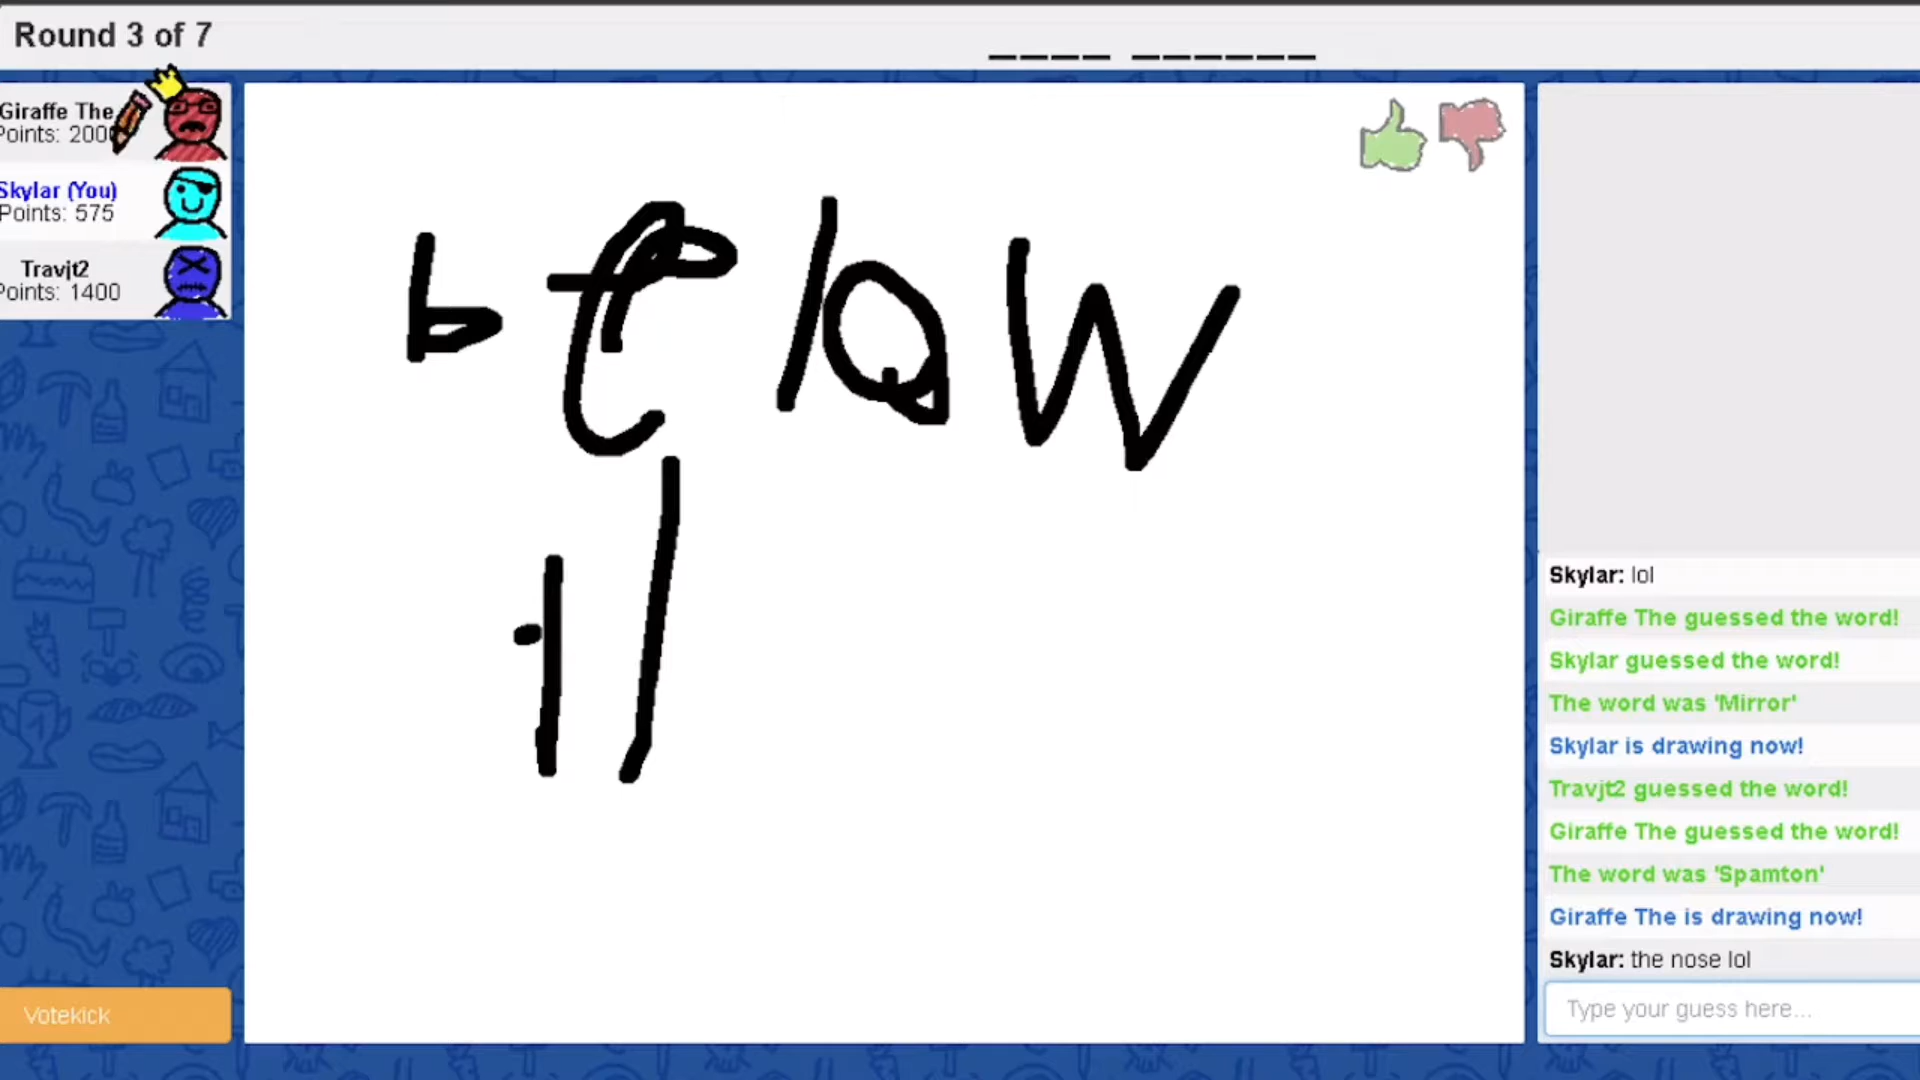 Round 3 of 7
____ ______
Giraffe The
Points: 200
Skylar (You)
Points: 575
Travjt2
Points: 1400
Votekick
Skylar: lol
Giraffe The guessed the word!
Skylar guessed the word!
The word was 'Mirror'
Skylar is drawing now!
Travjt2 guessed the word!
Giraffe The guessed the word!
The word was 'Spamton'
Giraffe The is drawing now!
Skylar: the nose lol
Type your guess here...